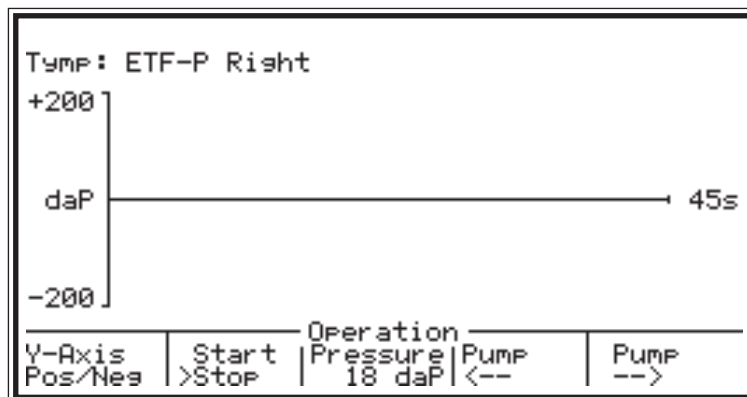 Tymp: ETF-P Right
+200
daP
45s
-200
Operation
Y-Axis
Pos/Neg
Start
>Stop
Pressure
18 daP
Pump
<--
Pump
-->